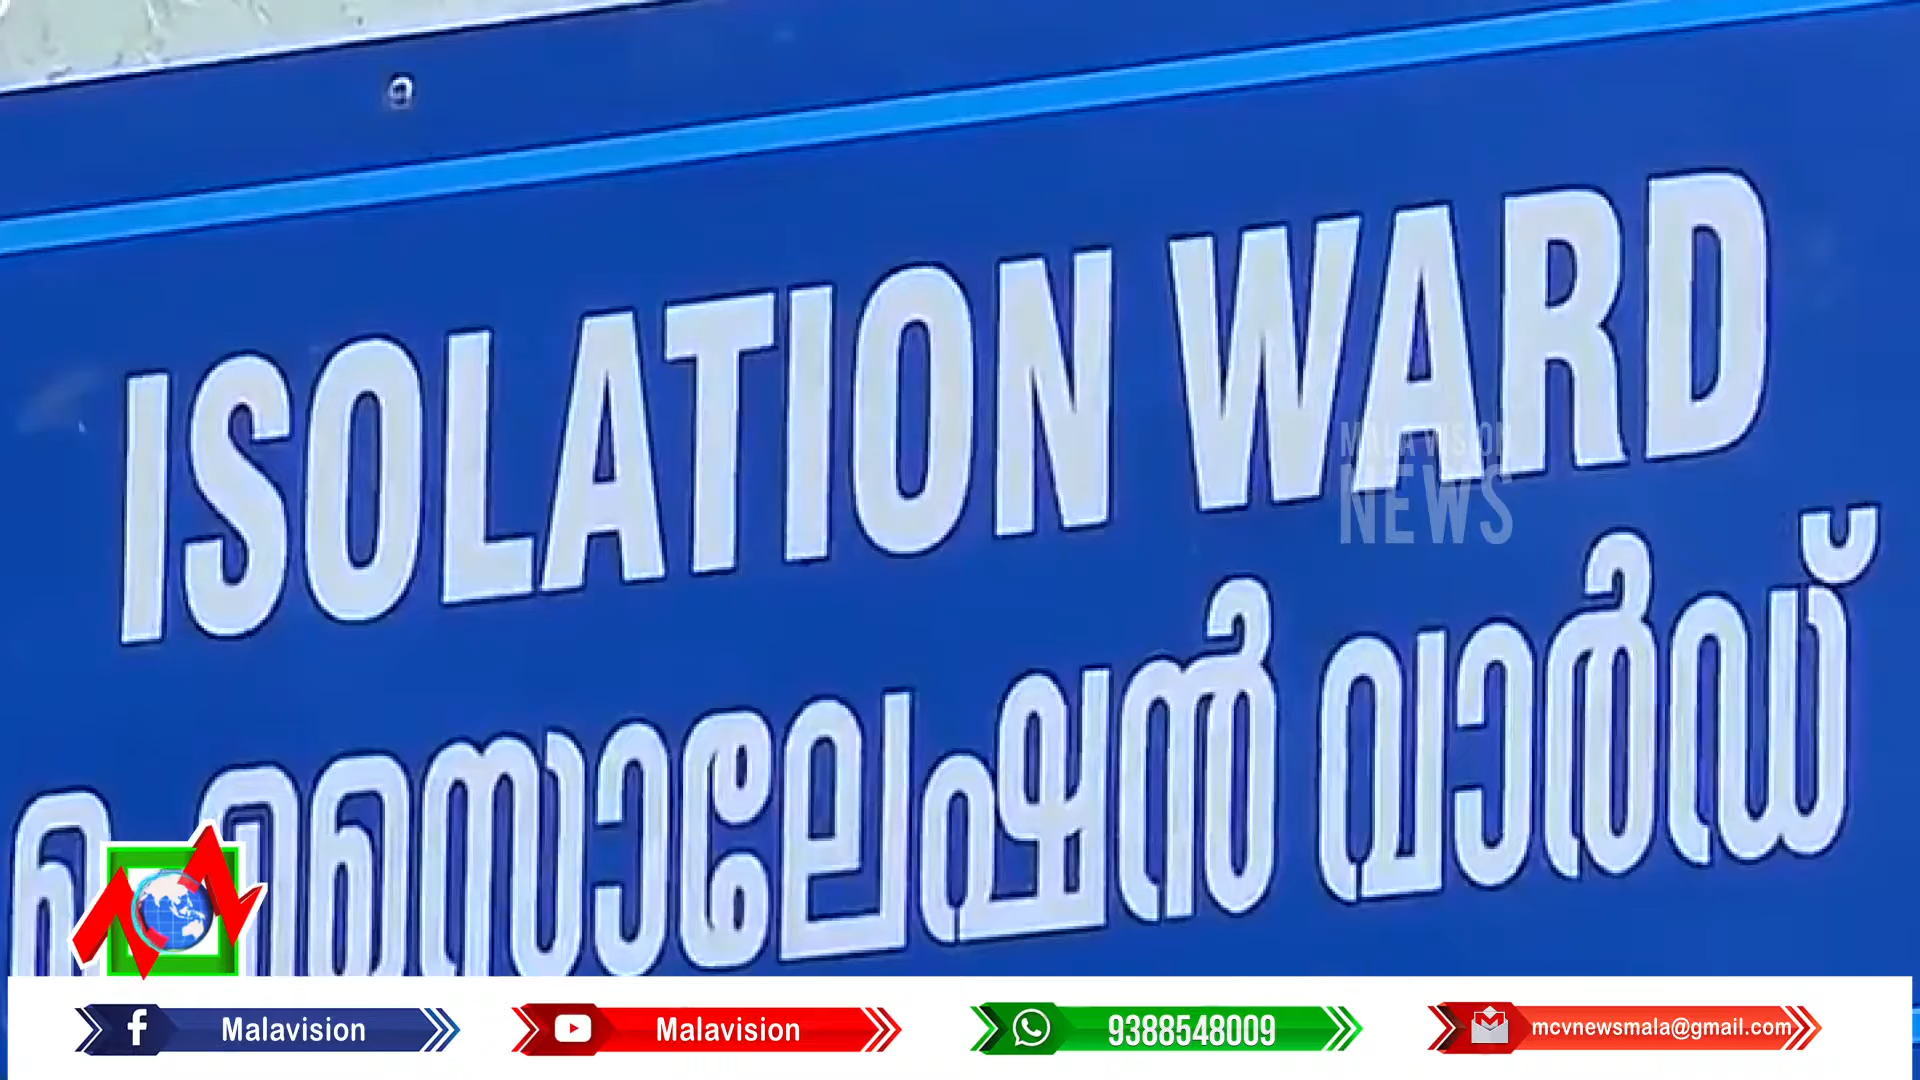 ISOLATION WARD
MALA VISION
NEWS
ഐസൊലേഷൻ വാർഡ്
Malavision
Malavision
9388548009
mcvnewsmala@gmail.com